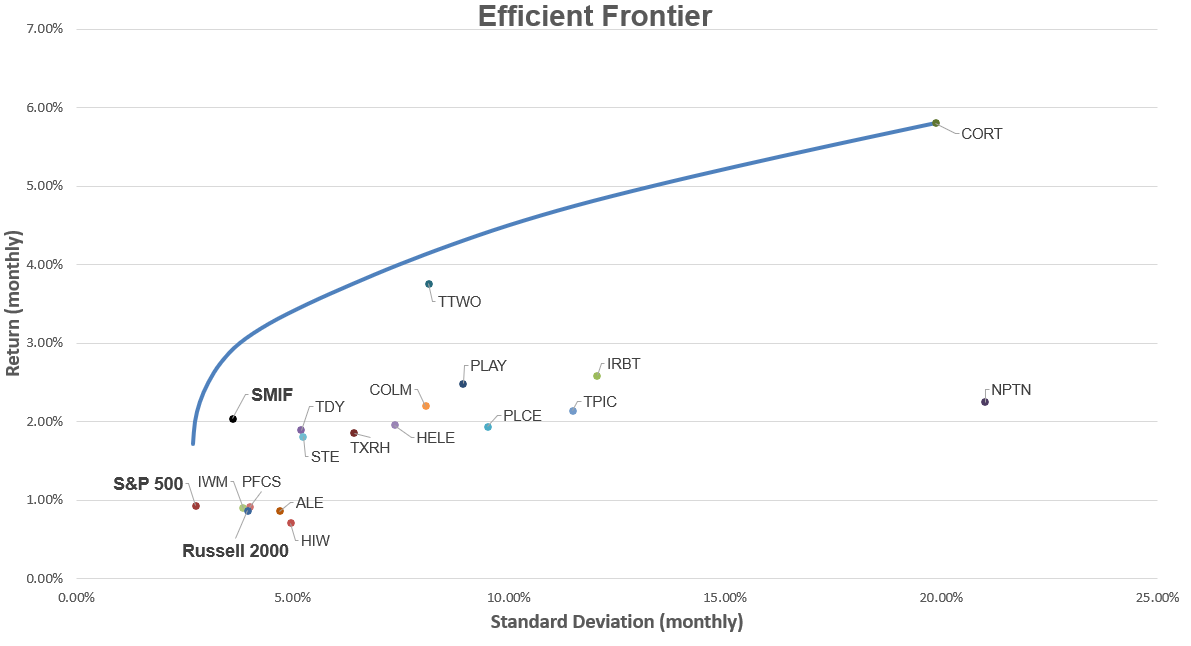 Efficient Frontier
7.00%
6.00%
CORT
5.00%
4.00%
TTWO
3.00%
PLAY
IRBT
COLM
NPTN
SMIF
TPIC
TDY
PLCE
2.00%
HELE
TXRH
STE
S&P 500
IWM
PFCS
1.00%
ALE
HIW
Russell 2000
0.00%
0.00% 5.00% 10.00% 15.00% 20.00% 25.00%
Return (monthly)
Standard Deviation (monthly)